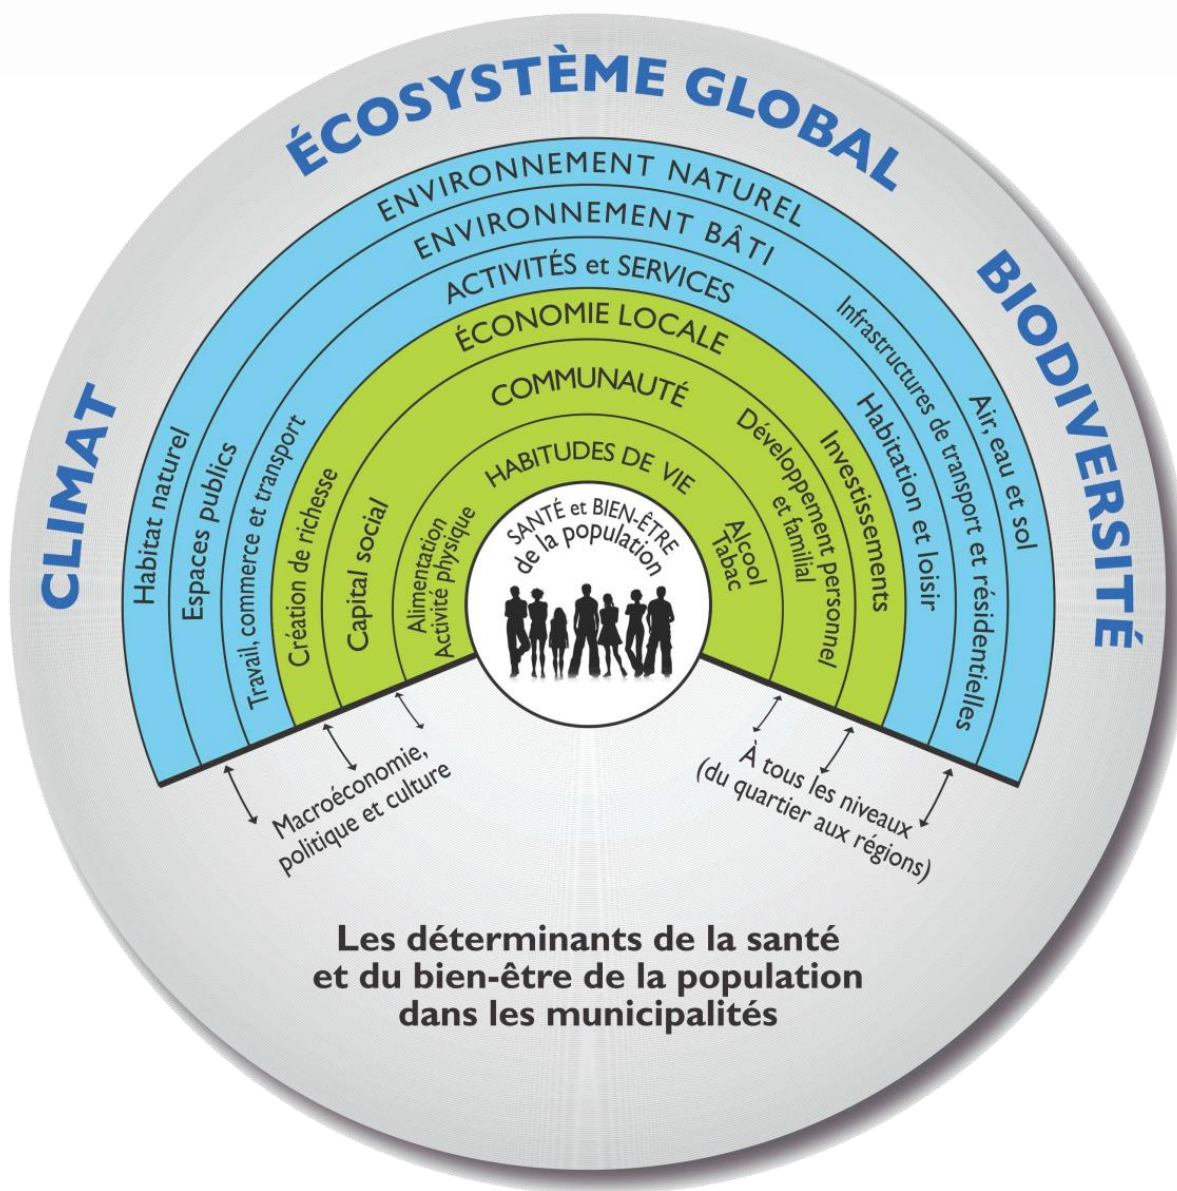 ÉCOSYSTÈME GLOBAL
CLIMAT
BIODIVERSITÉ
ENVIRONNEMENT NATUREL
Habitat naturel
Air, eau et sol
ENVIRONNEMENT BÂTI
Espaces publics
Infrastructures de transport et résidentielles
ACTIVITÉS et SERVICES
Travail, commerce et transport
Habitation et loisir
ÉCONOMIE LOCALE
Création de richesse
Investissements
COMMUNAUTÉ
Capital social
Développement personnel
et familial
HABITUDES DE VIE
Alimentation
Activité physique
Alcool
Tabac
SANTÉ et BIEN-ÊTRE
de la population
Macroéconomie,
politique et culture
À tous les niveaux
(du quartier aux régions)
Les déterminants de la santé
et du bien-être de la population
dans les municipalités